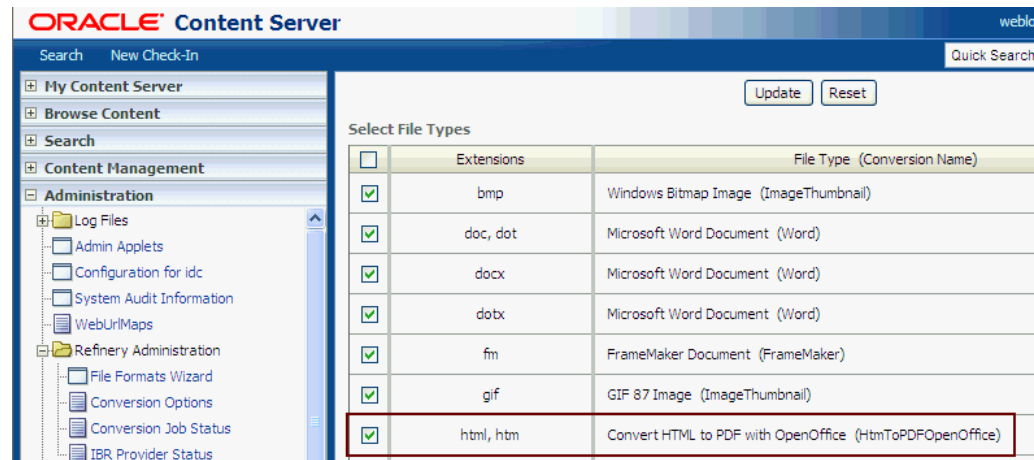 ORACLE Content Server
weblo
Search New Check-In
Quick Search
My Content Server
Browse Content
Search
Content Management
Administration
Log Files
Admin Applets
Configuration for idc
System Audit Information
WebUrlMaps
Refinery Administration
File Formats Wizard
Conversion Options
Conversion Job Status
IBR Provider Status
Update Reset
Select File Types
Extensions File Type (Conversion Name)
bmp Windows Bitmap Image (ImageThumbnail)
doc, dot Microsoft Word Document (Word)
docx Microsoft Word Document (Word)
dotx Microsoft Word Document (Word)
fm FrameMaker Document (FrameMaker)
gif GIF 87 Image (ImageThumbnail)
html, htm Convert HTML to PDF with OpenOffice (HtmToPDFOpenOffice)